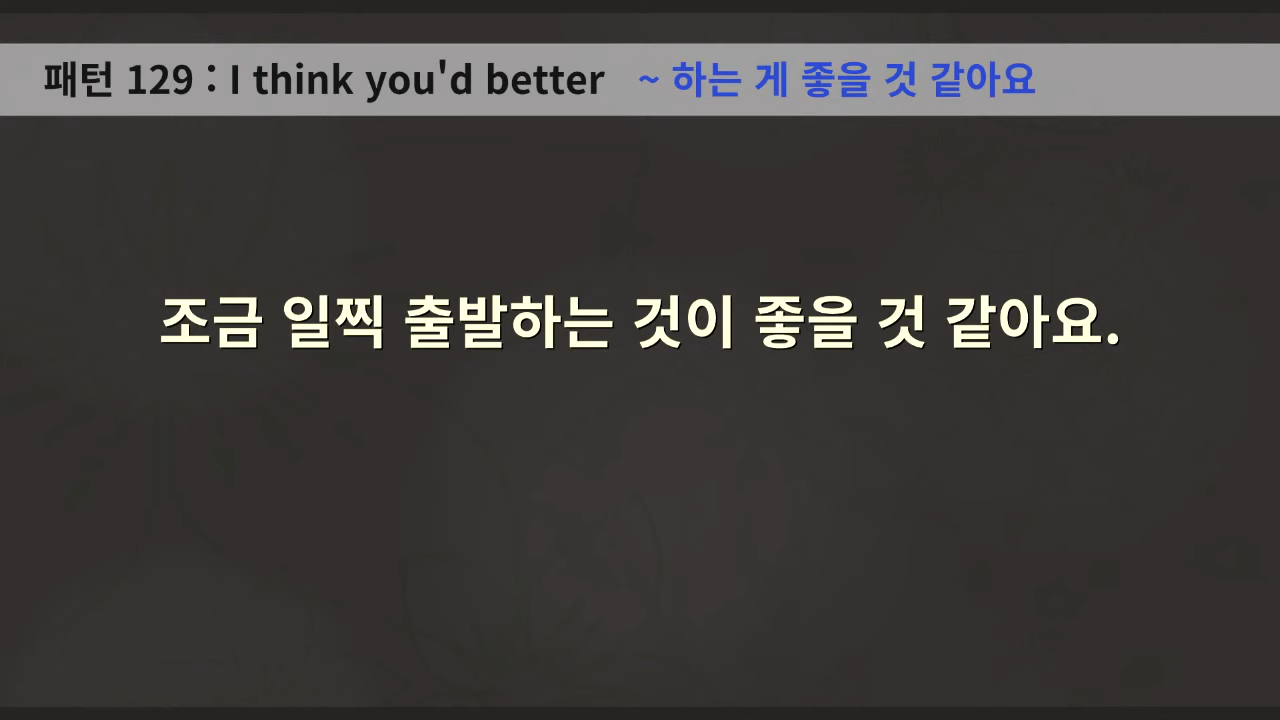 패턴 129 : I think you'd better ~ 하는 게 좋을 것 같아요
조금 일찍 출발하는 것이 좋을 것 같아요.